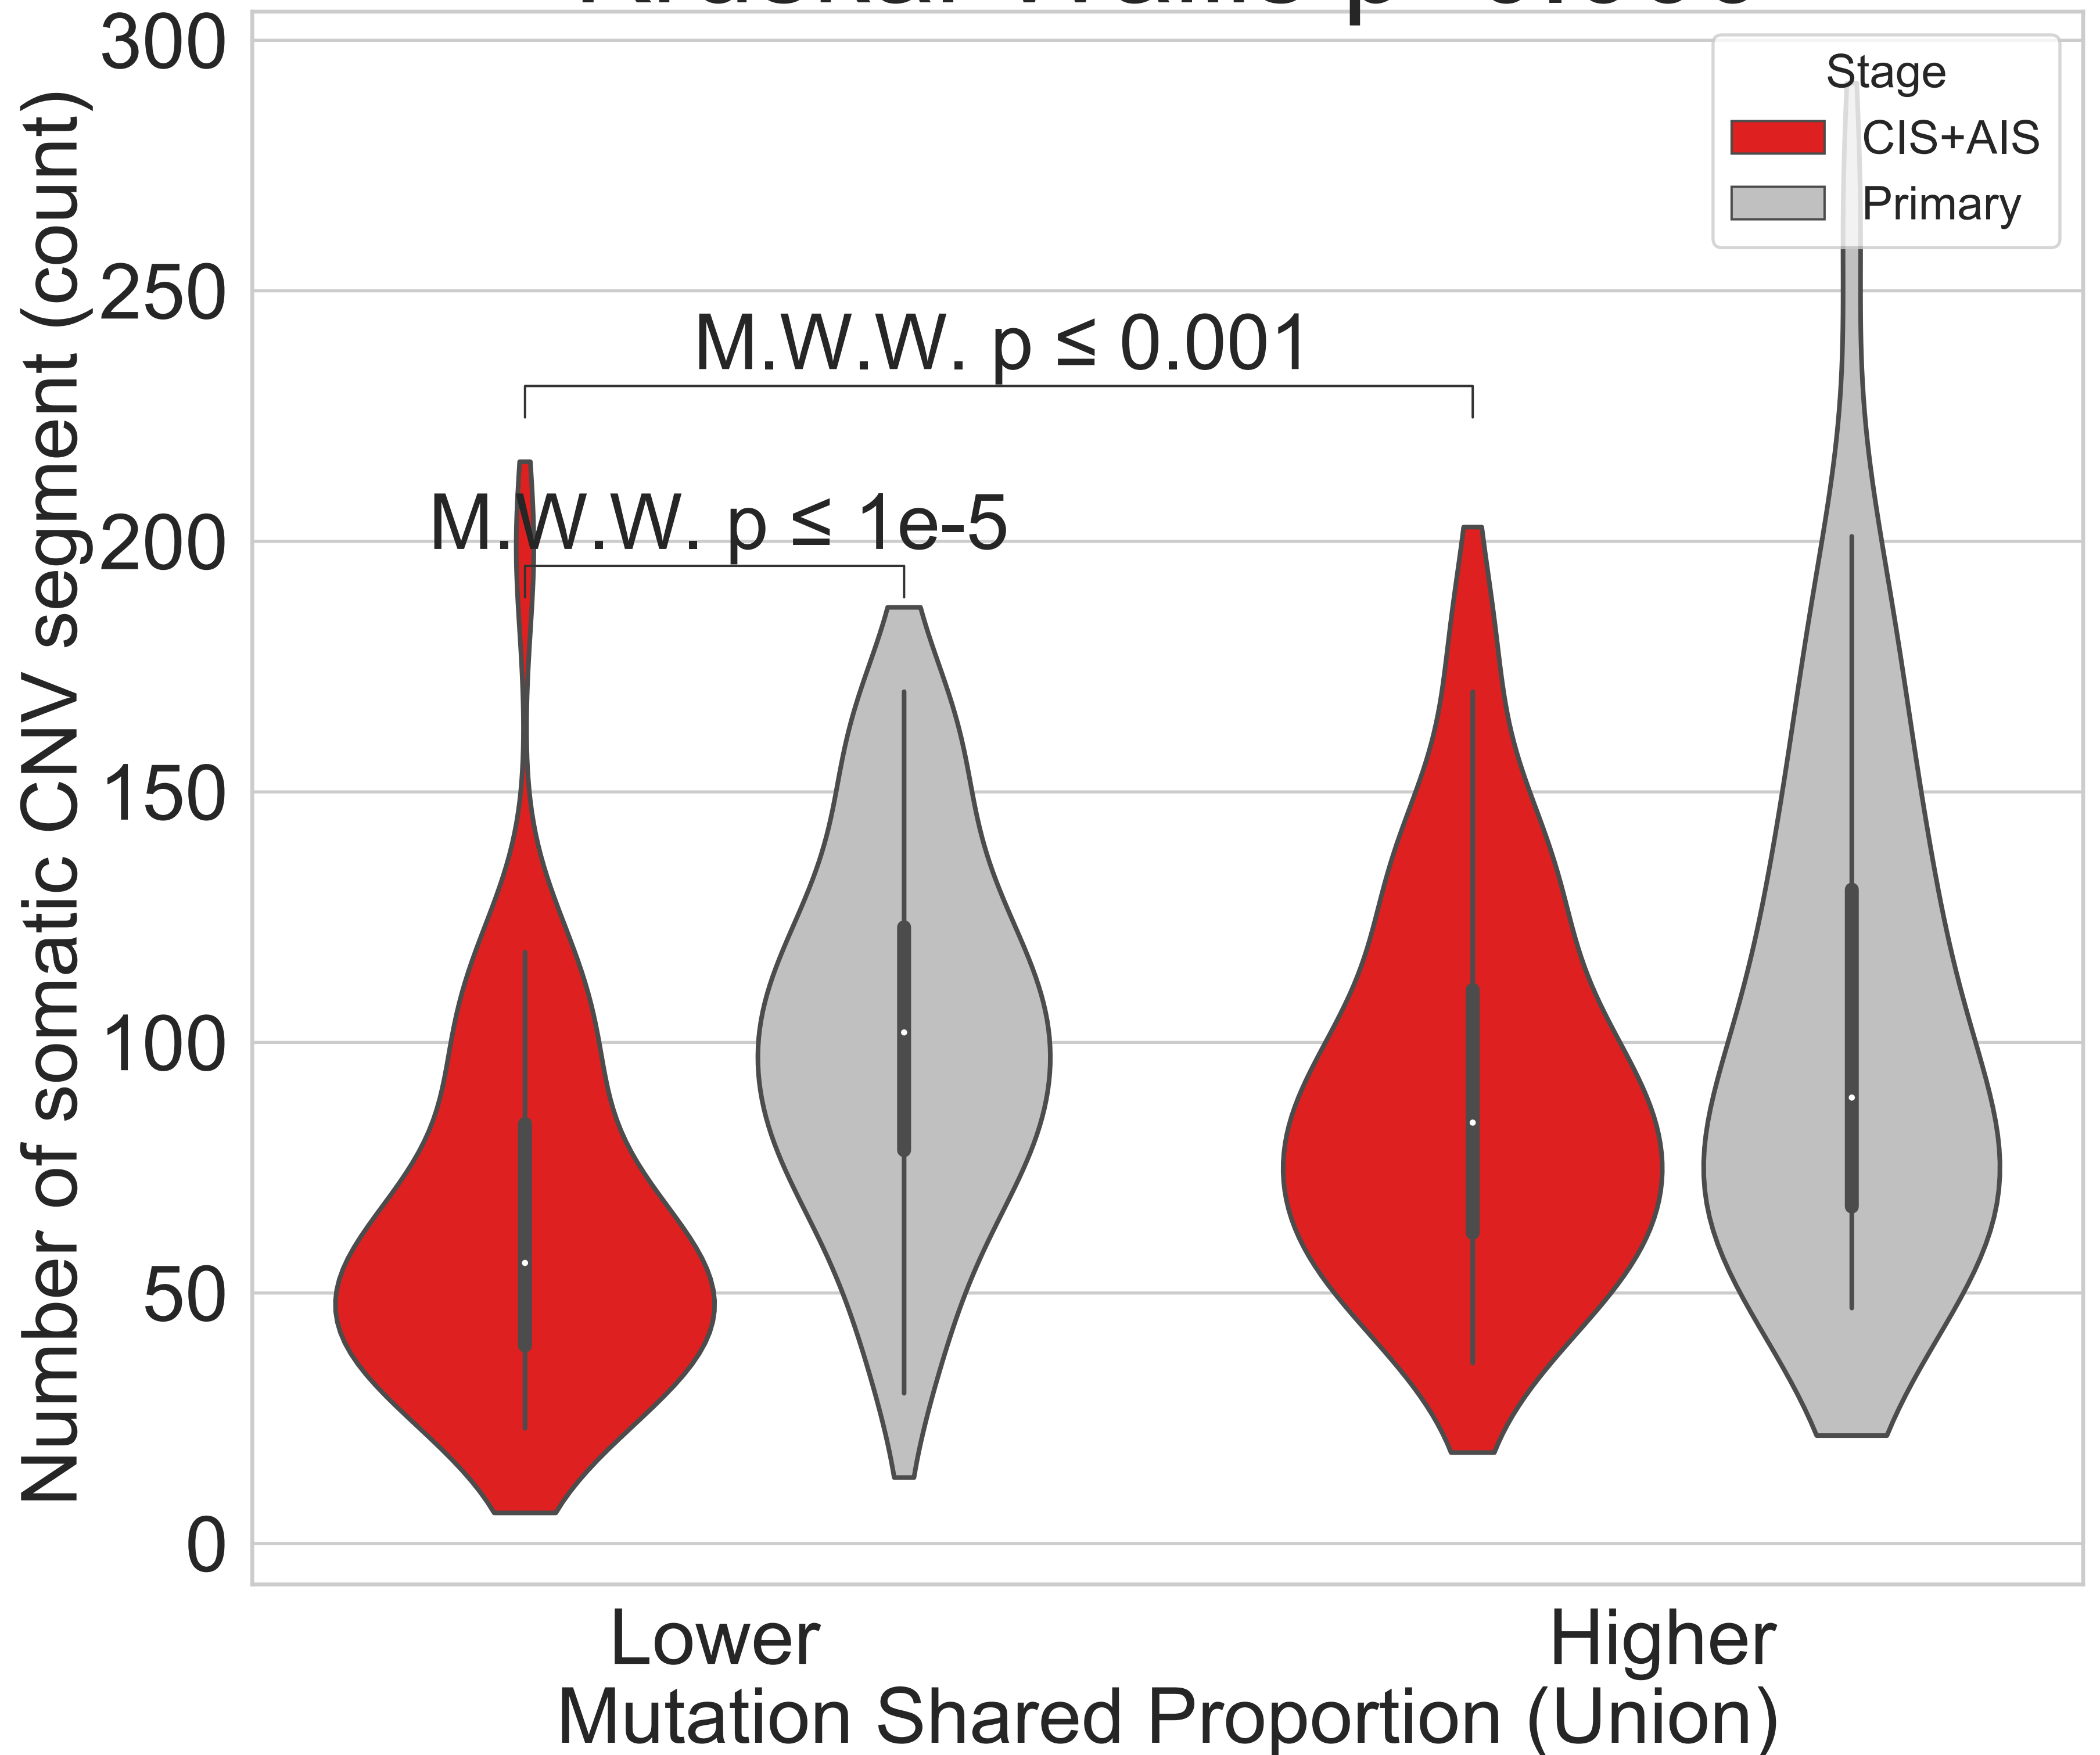 Number of somatic CNV segment (count)
300
250
200
150
100
50
0
Stage
CIS+AIS
Primary
M.W.W. p ≤ 0.001
M.W.W. p ≤ 1e-5
Lower
Higher
Mutation Shared Proportion (Union)